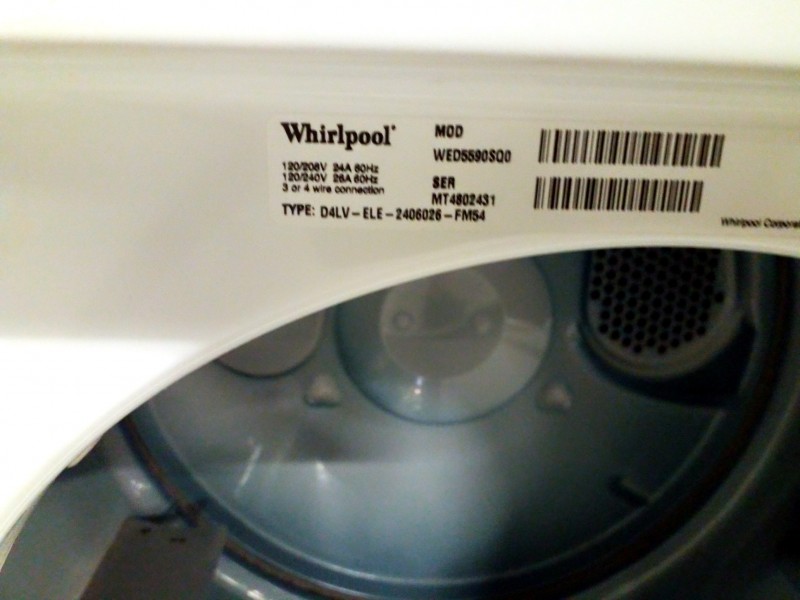 Whirlpool®
120/208V 24A 60Hz
120/240V 26A 60Hz
3 or 4 wire connection
TYPE: D4LV-ELE-2406026-FM54
MOD
WED5590SQ0
SER
MT4802431
Whirlpool Corpora